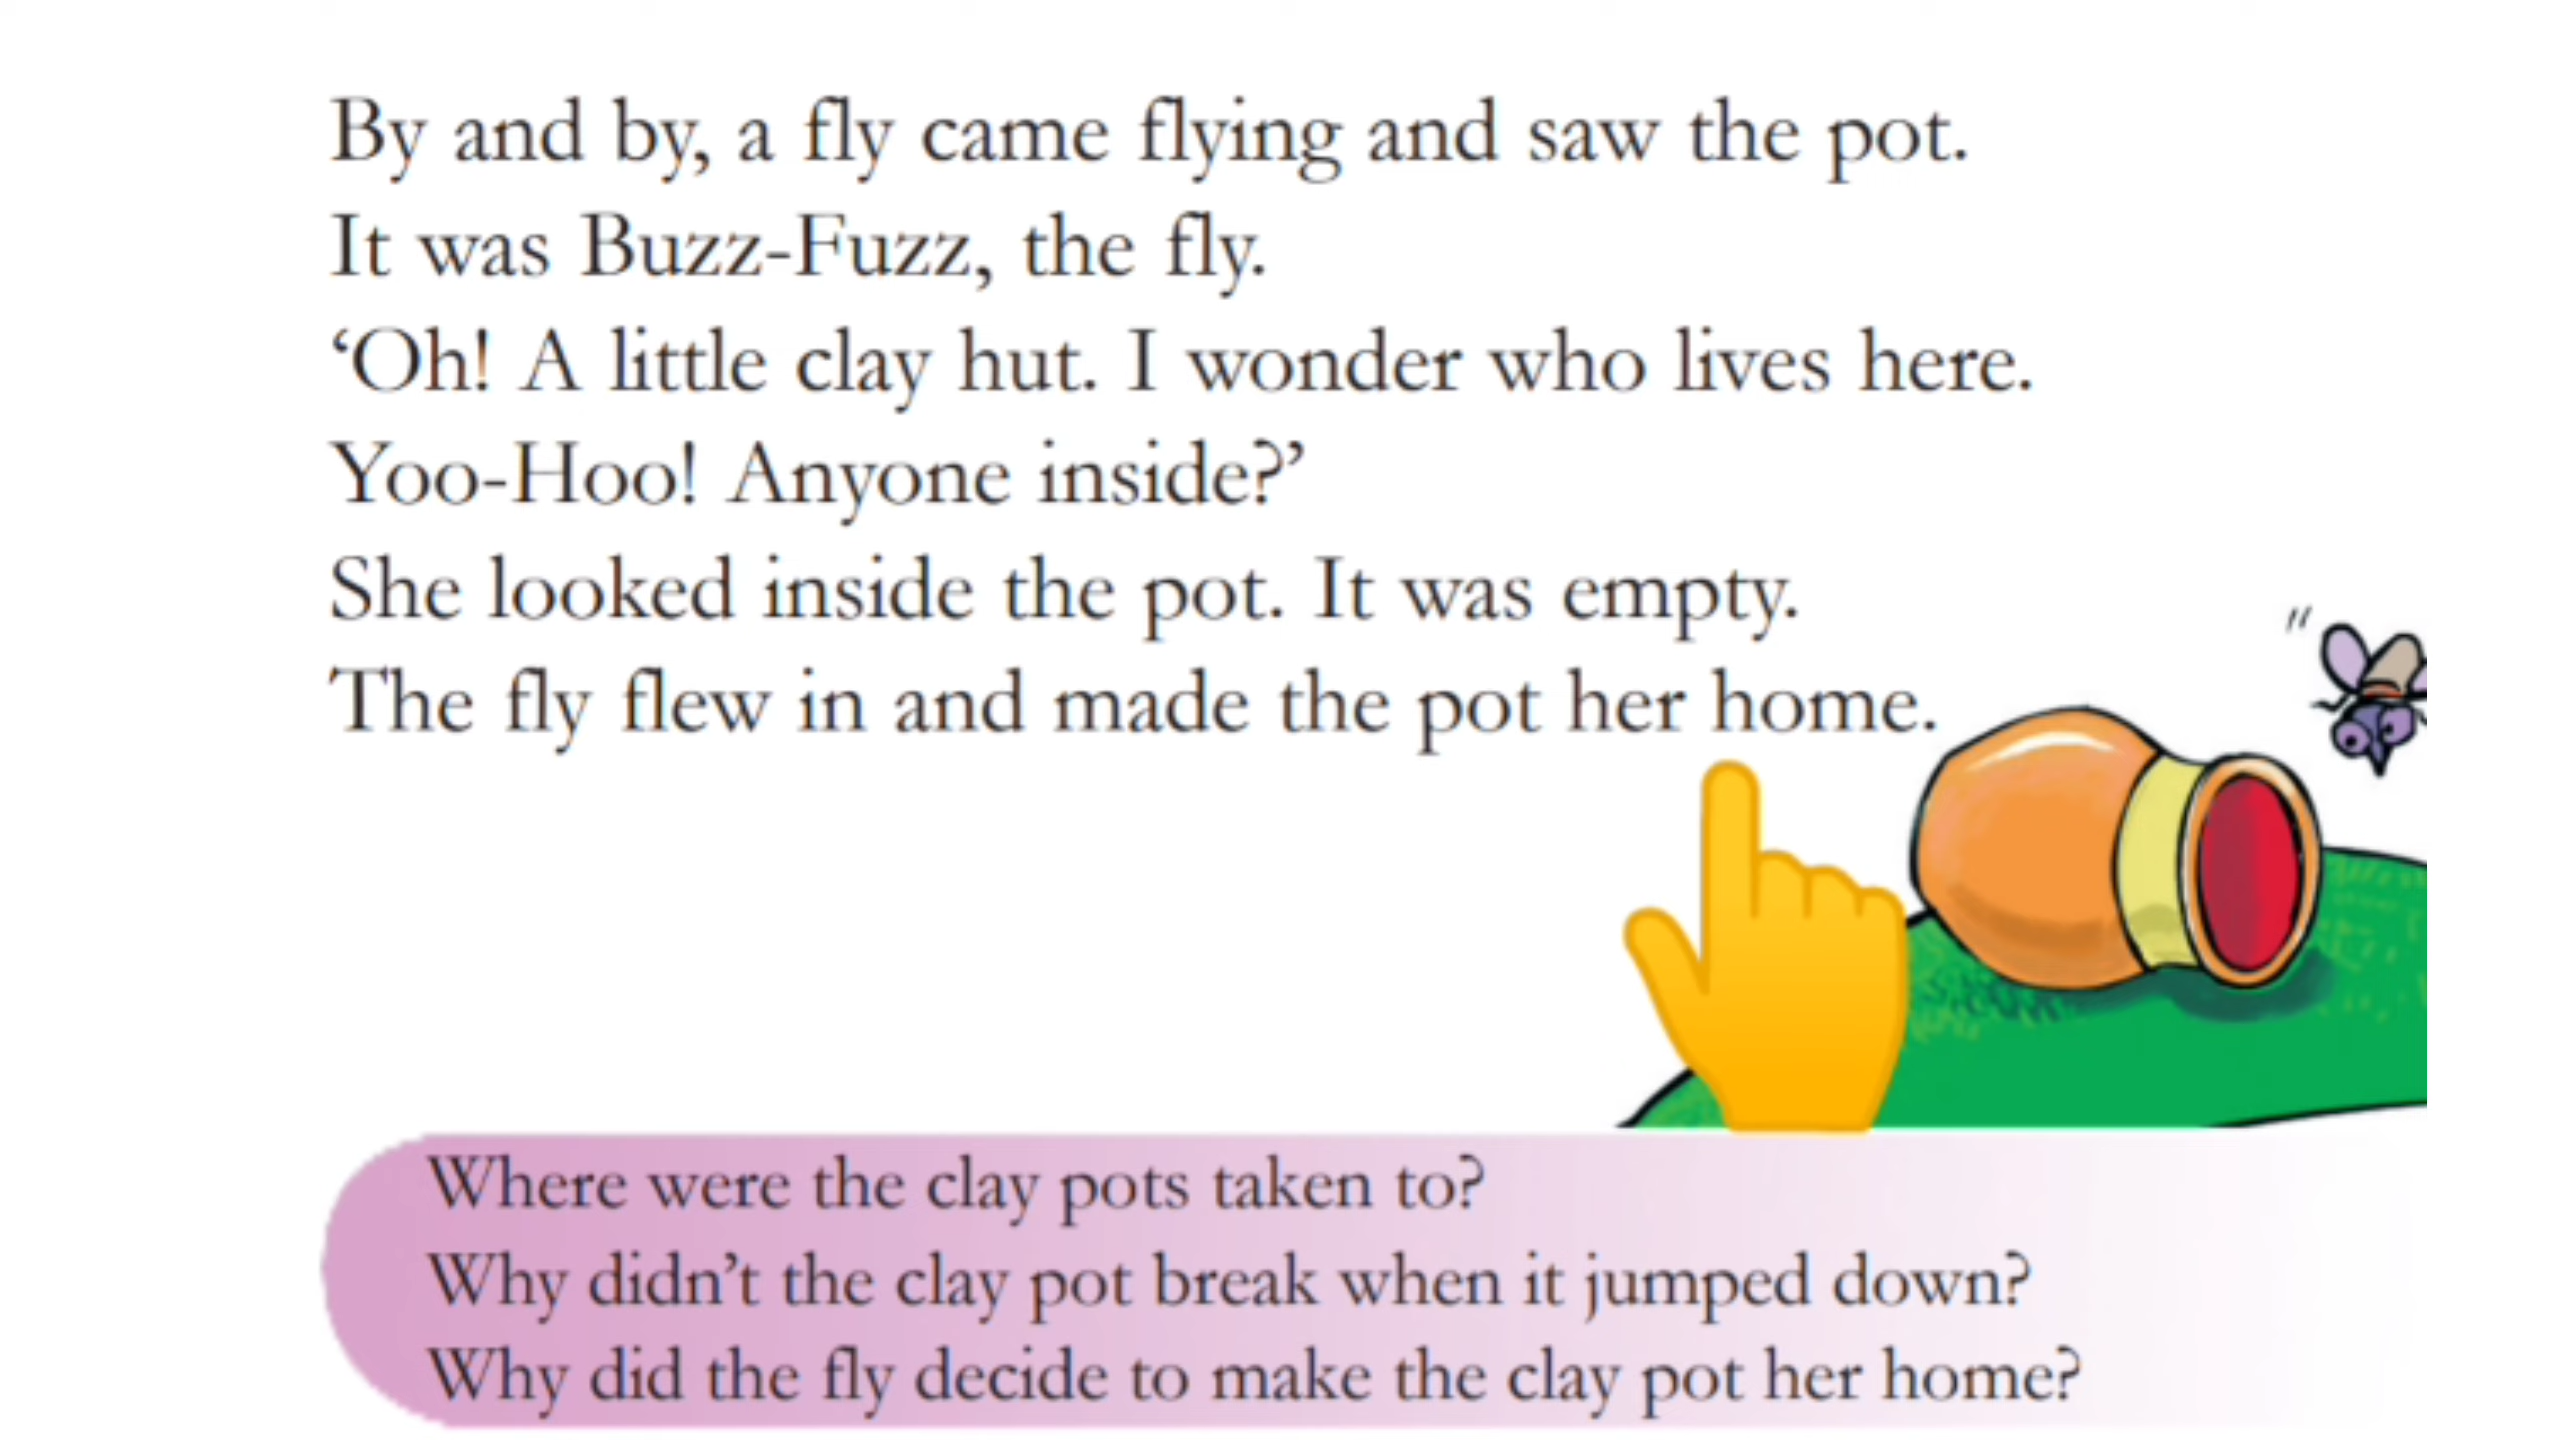 By and by, a fly came flying and saw the pot.
It was Buzz-Fuzz, the fly.
‘Oh! A little clay hut. I wonder who lives here.
Yoo-Hoo! Anyone inside?’
She looked inside the pot. It was empty.
The fly flew in and made the pot her home.
Where were the clay pots taken to?
Why didn’t the clay pot break when it jumped down?
Why did the fly decide to make the clay pot her home?